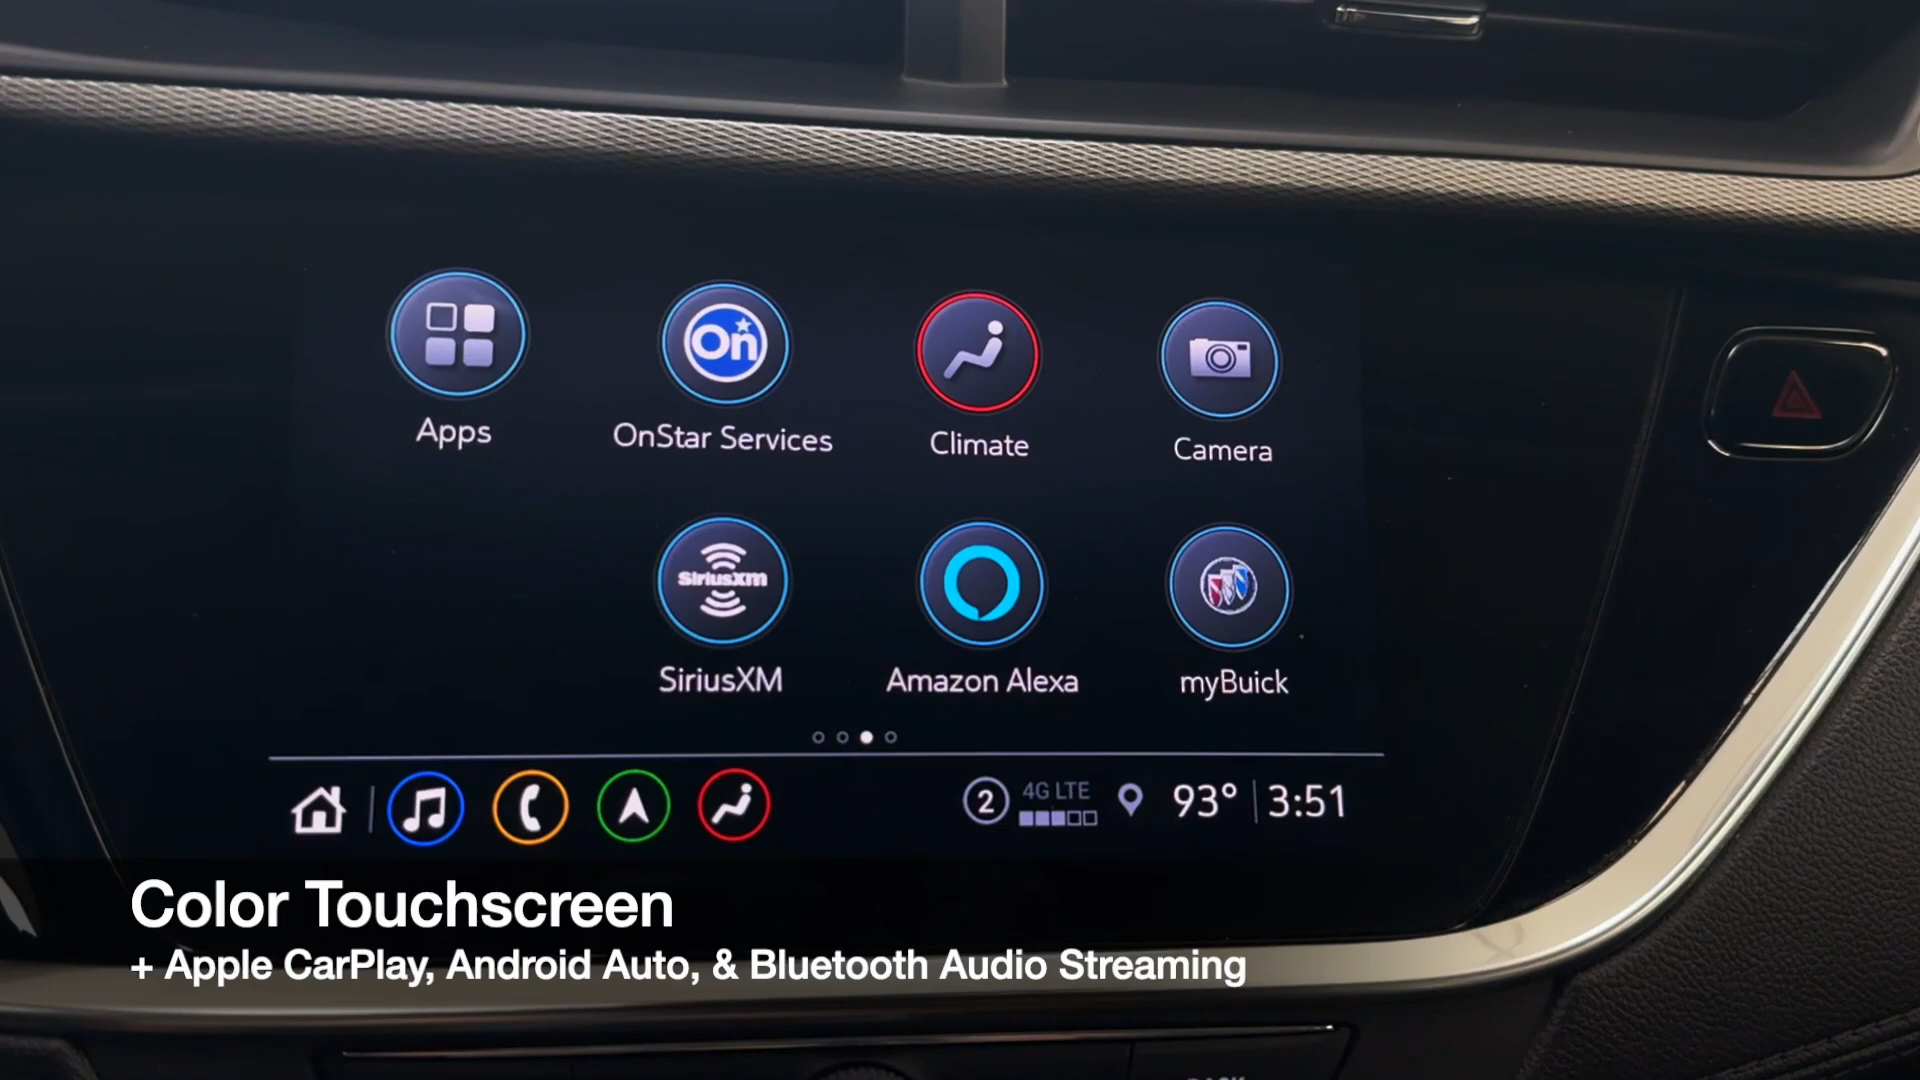 On
Apps
OnStar Services
Climate
Camera
SiriusXM
SiriusXM
Amazon Alexa
myBuick
2
4G LTE
93° 3:51
Color Touchscreen
+ Apple CarPlay, Android Auto, & Bluetooth Audio Streaming